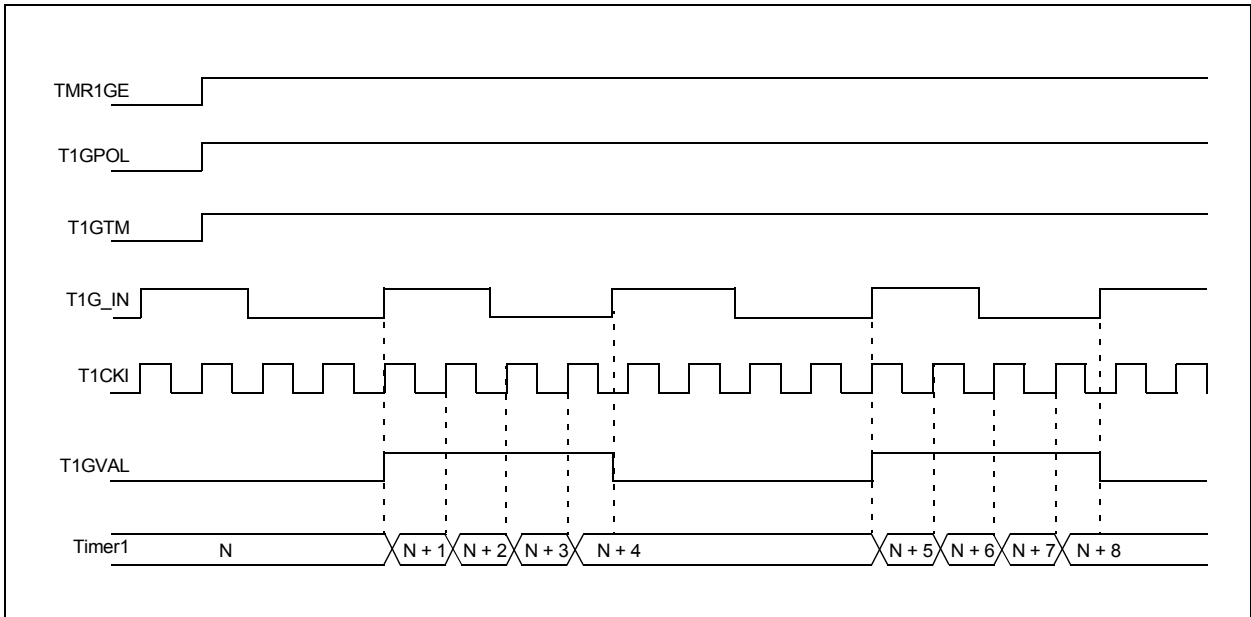 TMR1GE
T1GPOL
T1GTM
T1G_IN
T1CKI
T1GVAL
Timer1 N N + 1 N + 2 N + 3 N + 4 N + 5 N + 6 N + 7 N + 8